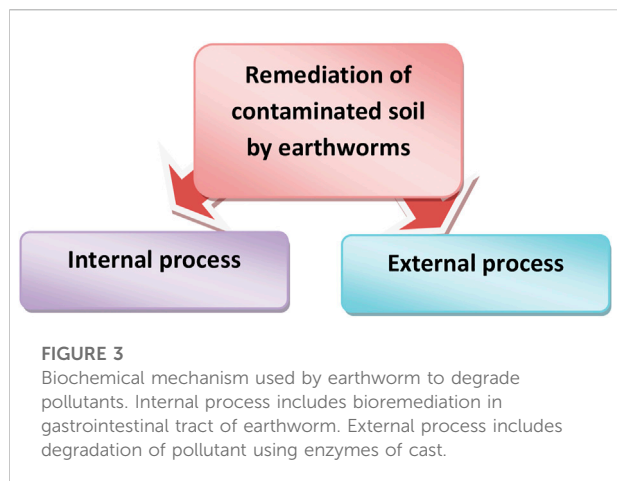 Remediation of
contaminated soil
by earthworms
Internal process
External process
FIGURE 3
Biochemical mechanism used by earthworm to degrade
pollutants. Internal process includes bioremediation in
gastrointestinal tract of earthworm. External process includes
degradation of pollutant using enzymes of cast.